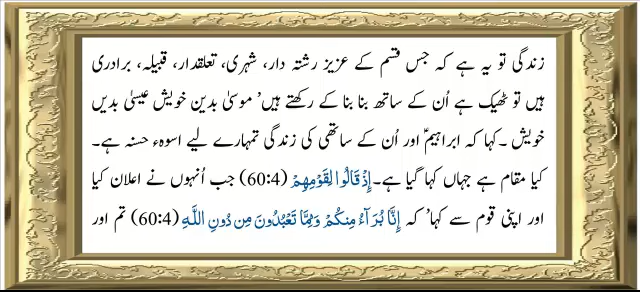 زندگی تو یہ ہے کہ جس قسم کے عزیز رشتہ دار، شہری، تعلقدار، قبیلہ، برادری
ہیں تو ٹھیک ہے اُن کے ساتھ بنا بنا کے رکھتے ہیں’ موسیٰ بدین خویش عیسیٰ بدیں
خویش ۔کہا کہ ابراہیمؑ اور اُن کے ساتھی کی زندگی تمہارے لیے اسوہء حسنہ ہے۔
کیا مقام ہے جہاں کہا گیا ہے۔ اِذْ قَالُوا لِقَوْمِهِمْ (60:4) جب اُنہوں نے اعلان کیا
اور اپنی قوم سے کہا’ کہ اِنَّا بُرَآءُ مِنكُمْ وَمِمَّا تَعْبُدُونَ مِن دُونِ اللَّهِ (60:4) تم اور